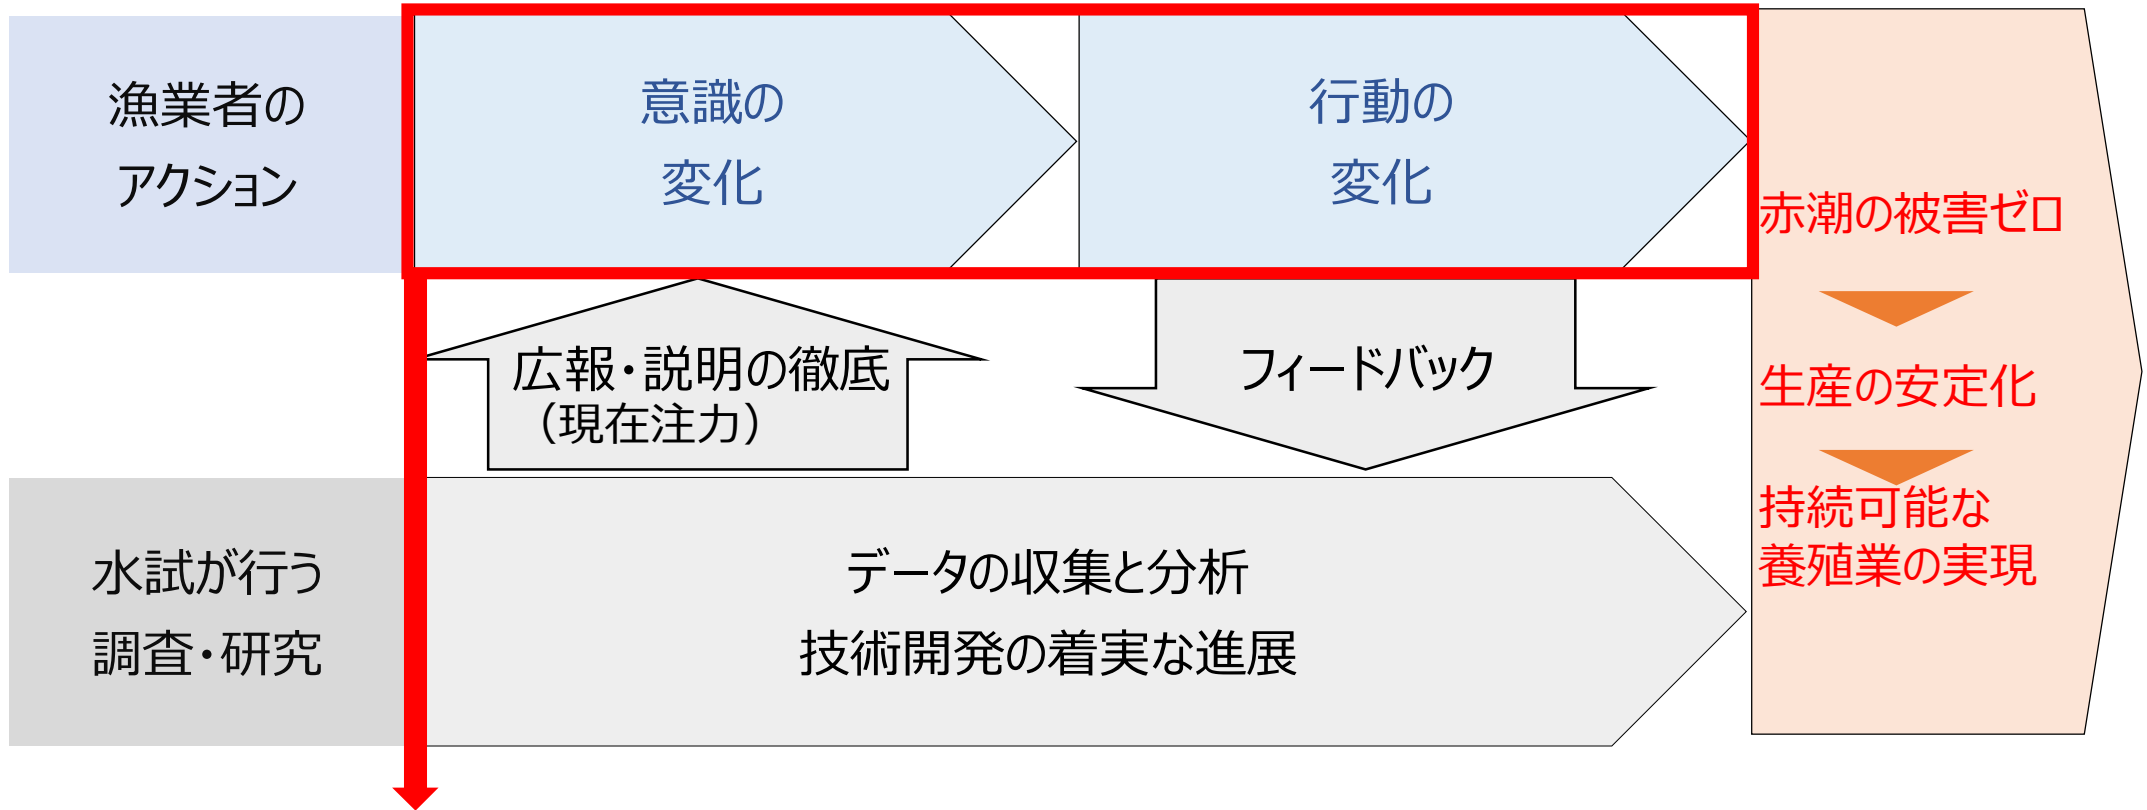 漁業者の
アクション
意識の
変化
行動の
変化
広報・説明の徹底
（現在注力）
フィードバック
水試が行う
調査・研究
データの収集と分析
技術開発の着実な進展
赤潮の被害ゼロ
生産の安定化
持続可能な
養殖業の実現